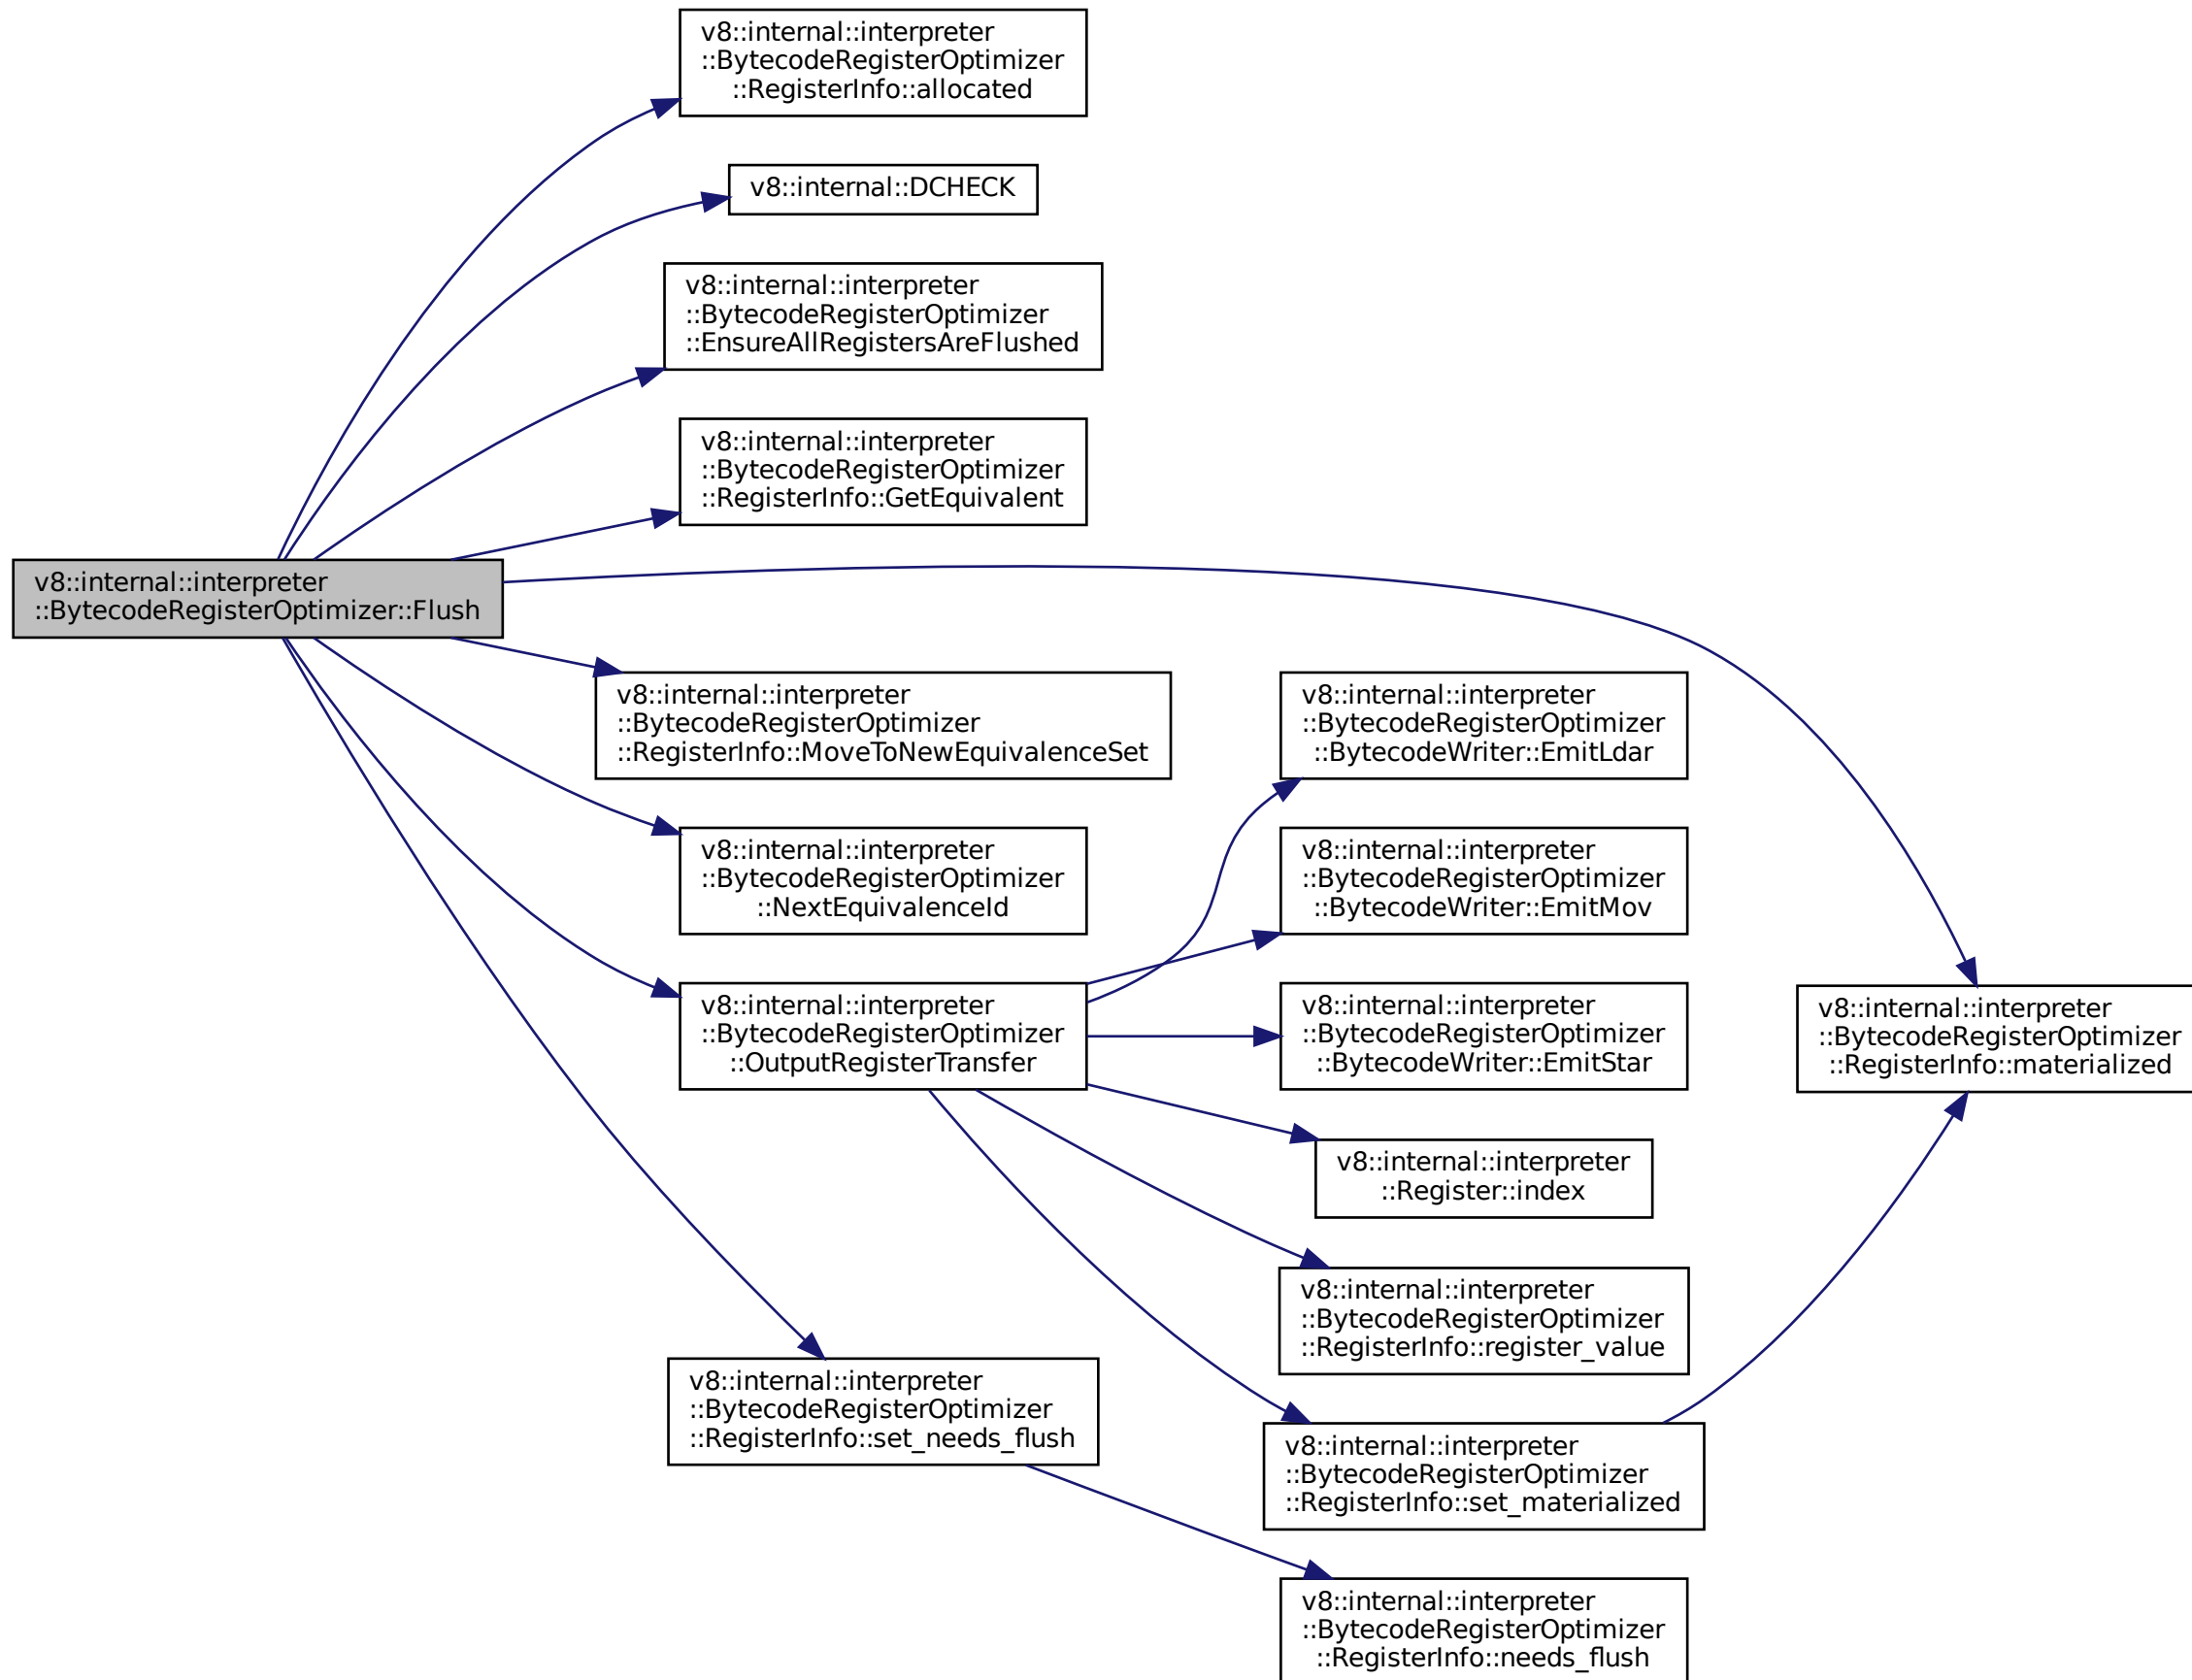 v8::internal::interpreter
::BytecodeRegisterOptimizer
::RegisterInfo::allocated
v8::internal::DCHECK
v8::internal::interpreter
::BytecodeRegisterOptimizer
::EnsureAllRegistersAreFlushed
v8::internal::interpreter
::BytecodeRegisterOptimizer
::RegisterInfo::GetEquivalent
v8::internal::interpreter
::BytecodeRegisterOptimizer::Flush
v8::internal::interpreter
::BytecodeRegisterOptimizer
::RegisterInfo::MoveToNewEquivalenceSet
v8::internal::interpreter
::BytecodeRegisterOptimizer
::BytecodeWriter::EmitLdar
v8::internal::interpreter
::BytecodeRegisterOptimizer
::NextEquivalenceId
v8::internal::interpreter
::BytecodeRegisterOptimizer
::BytecodeWriter::EmitMov
v8::internal::interpreter
::BytecodeRegisterOptimizer
::OutputRegisterTransfer
v8::internal::interpreter
::BytecodeRegisterOptimizer
::BytecodeWriter::EmitStar
v8::internal::interpreter
::BytecodeRegisterOptimizer
::RegisterInfo::materialized
v8::internal::interpreter
::Register::index
v8::internal::interpreter
::BytecodeRegisterOptimizer
::RegisterInfo::register_value
v8::internal::interpreter
::BytecodeRegisterOptimizer
::RegisterInfo::set_needs_flush
v8::internal::interpreter
::BytecodeRegisterOptimizer
::RegisterInfo::set_materialized
v8::internal::interpreter
::BytecodeRegisterOptimizer
::RegisterInfo::needs_flush